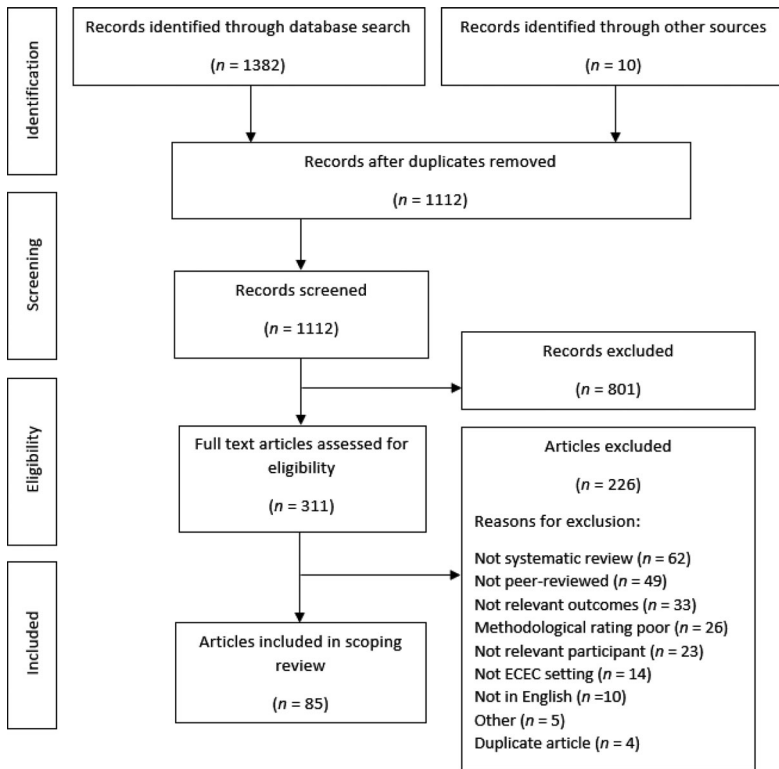 Identification
Records identified through database search
(n = 1382)
Records identified through other sources
(n = 10)
Records after duplicates removed
(n = 1112)
Screening
Records screened
(n = 1112)
Records excluded
(n = 801)
Eligibility
Full text articles assessed for
eligibility
(n = 311)
Articles excluded
(n = 226)
Reasons for exclusion:
Not systematic review (n = 62)
Not peer-reviewed (n = 49)
Not relevant outcomes (n = 33)
Methodological rating poor (n = 26)
Not relevant participant (n = 23)
Not ECEC setting (n = 14)
Not in English (n =10)
Other (n = 5)
Duplicate article (n = 4)
Included
Articles included in scoping
review
(n = 85)